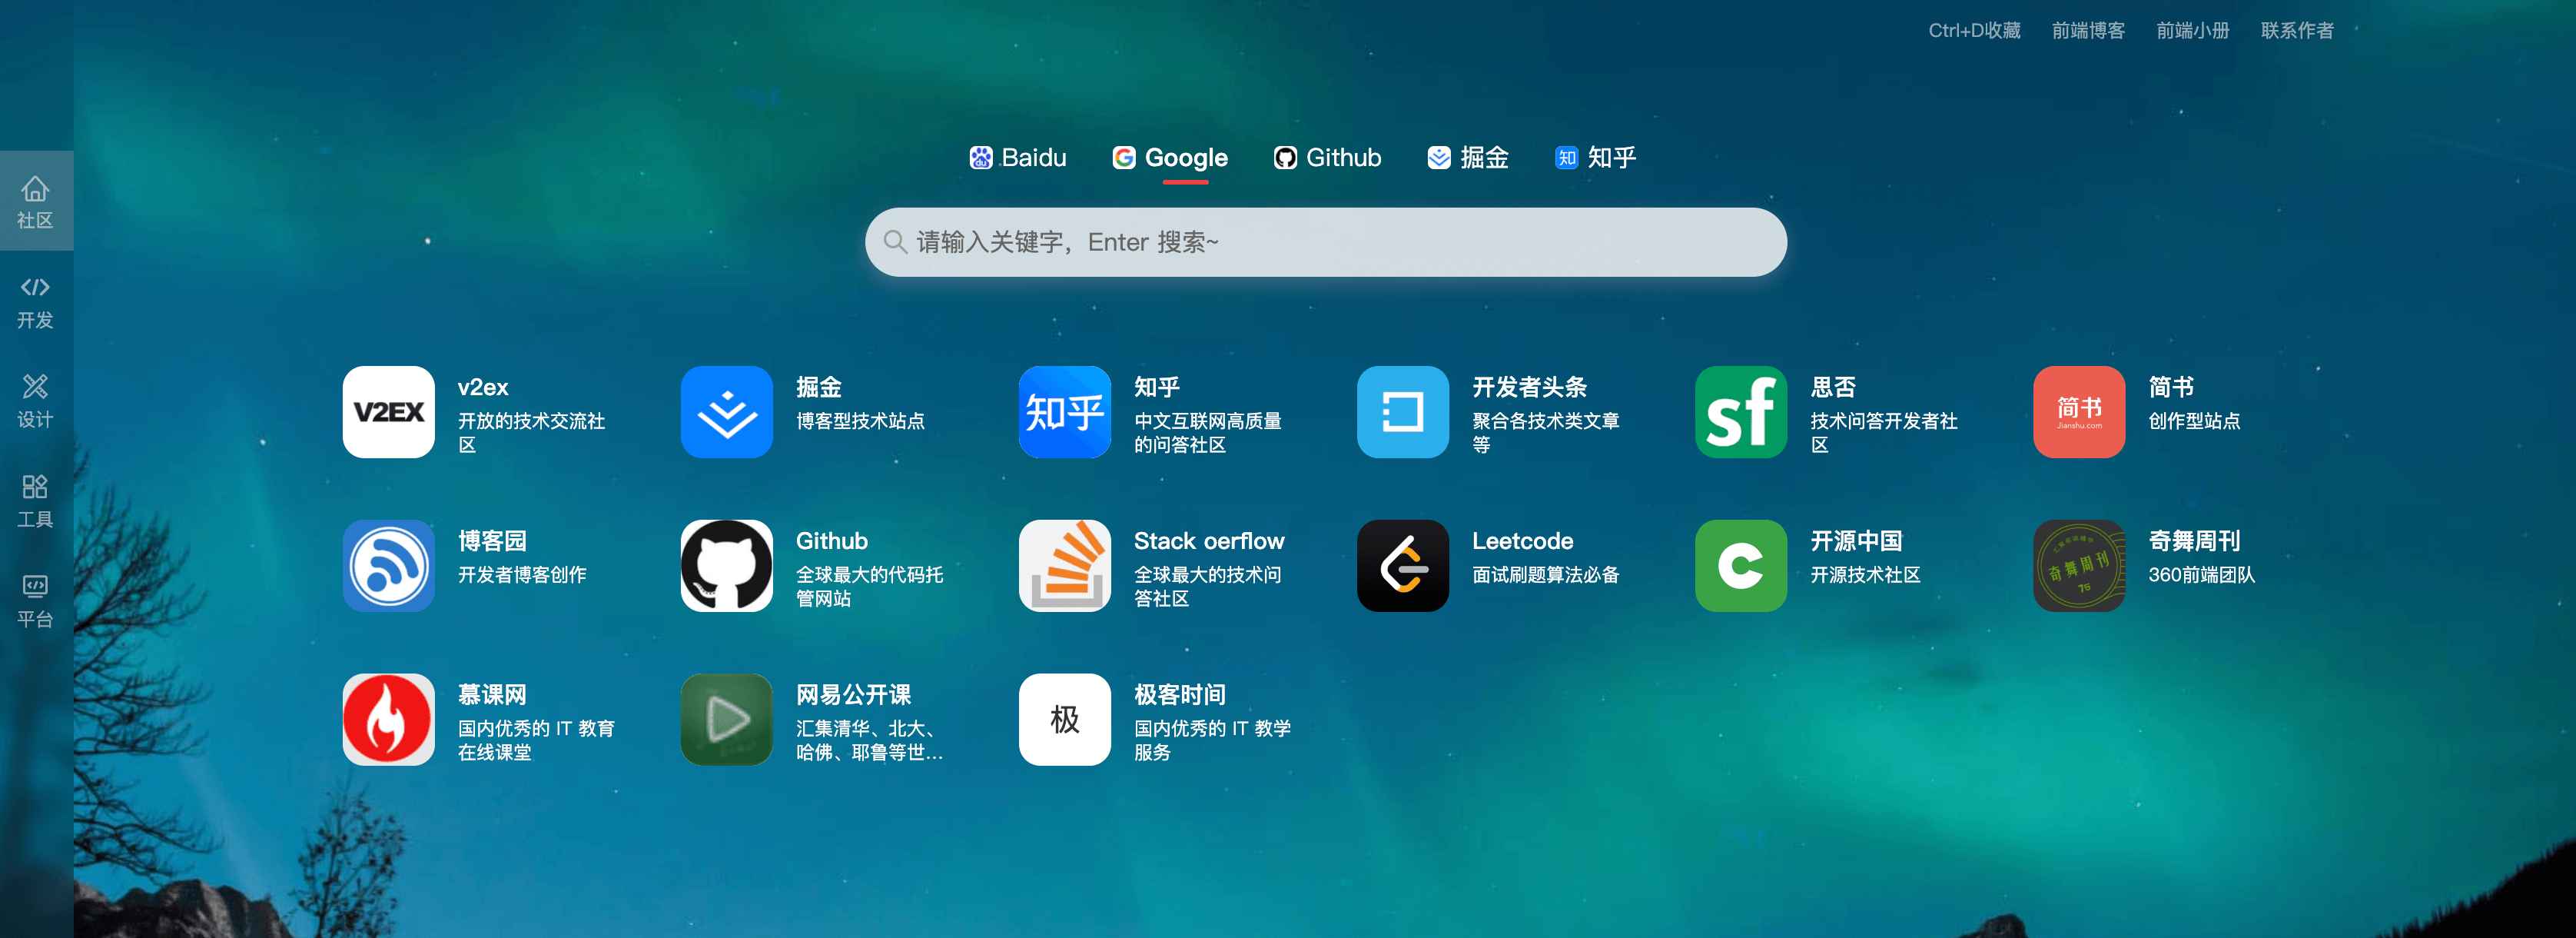 Ctrl+D收藏 前端博客 前端小册 联系作者
Baidu Google Github 掘金 知 知乎
请输入关键字，Enter 搜索~
社区
开发
设计
工具
平台
V2EX
v2ex
开放的技术交流社
区
掘金
博客型技术站点
知乎
知乎
中文互联网高质量
的问答社区
开发者头条
聚合各技术类文章
等
sf
思否
技术问答开发者社
区
简书
Jianshu.com
简书
创作型站点
博客园
开发者博客创作
Github
全球最大的代码托
管网站
Stack oerflow
全球最大的技术问
答社区
Leetcode
面试刷题算法必备
C
开源中国
开源技术社区
奇舞周刊
75
奇舞周刊
360前端团队
慕课网
国内优秀的 IT 教育
在线课堂
网易公开课
汇集清华、北大、
哈佛、耶鲁等世...
极
极客时间
国内优秀的 IT 教学
服务